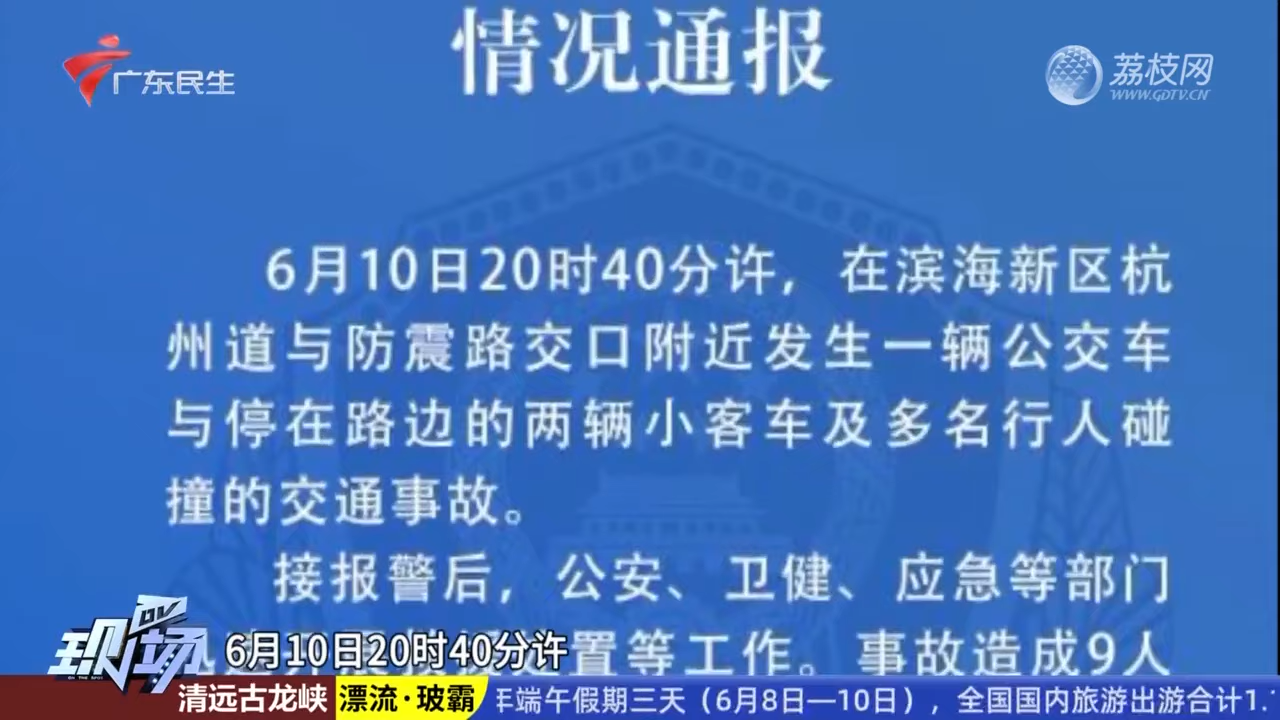 情况通报
广东民生
荔枝网
WWW.GDTV.CN
6月10日20时40分许，在滨海新区杭
州道与防震路交口附近发生一辆公交车
与停在路边的两辆小客车及多名行人碰
撞的交通事故。
接报警后，公安、卫健、应急等部门
置等工作。事故造成9人
DV现场
ON THE SPOT
6月10日20时40分许
清远古龙峡
漂流·玻霸
年端午假期三天（6月8日—10日），全国国内旅游出游合计1.